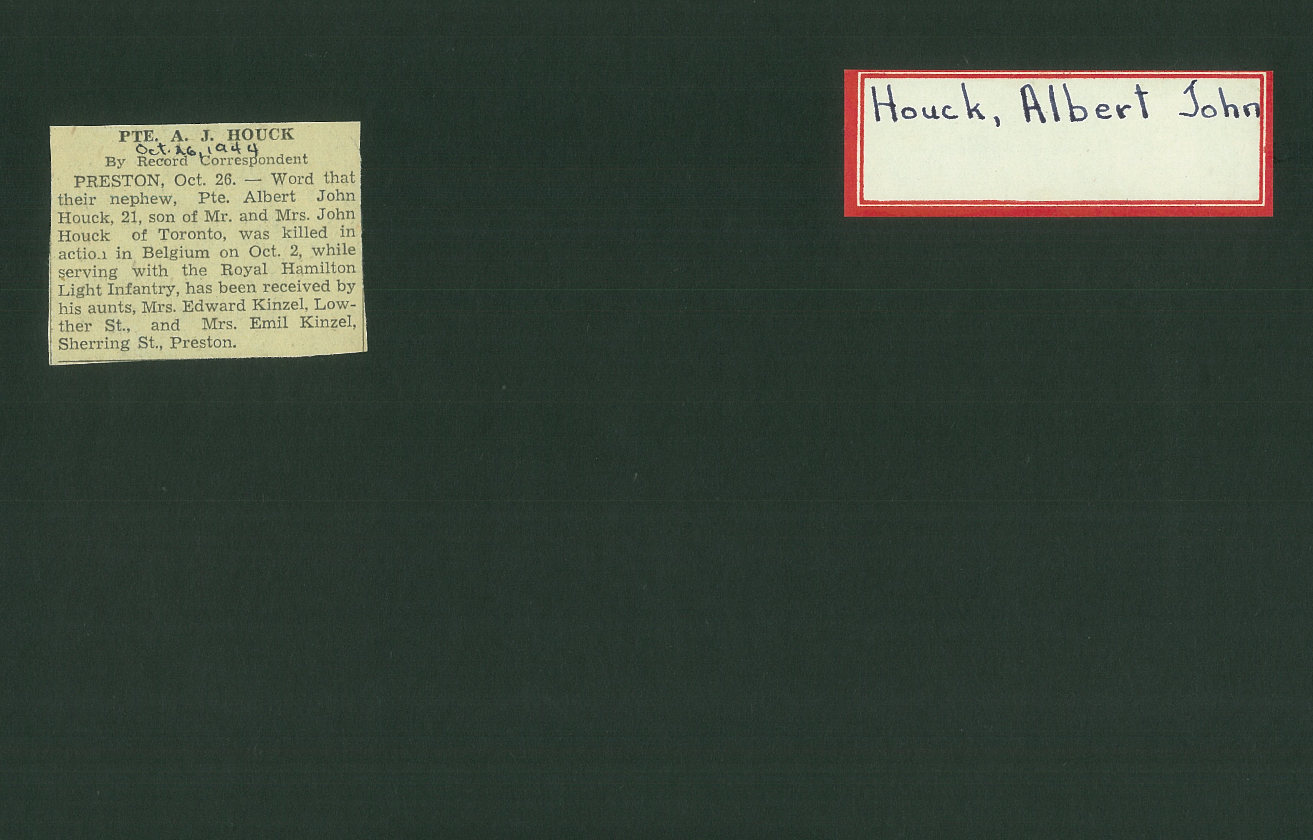 PTE. A. J. HOUCK
Oct. 26, 1944
By Record Correspondent
PRESTON, Oct. 26. — Word that
their nephew, Pte. Albert John
Houck, 21, son of Mr. and Mrs. John
Houck of Toronto, was killed in
action in Belgium on Oct. 2, while
serving with the Royal Hamilton
Light Infantry, has been received by
his aunts, Mrs. Edward Kinzel, Low-
ther St., and Mrs. Emil Kinzel,
Sherring St., Preston.
Houck, Albert John